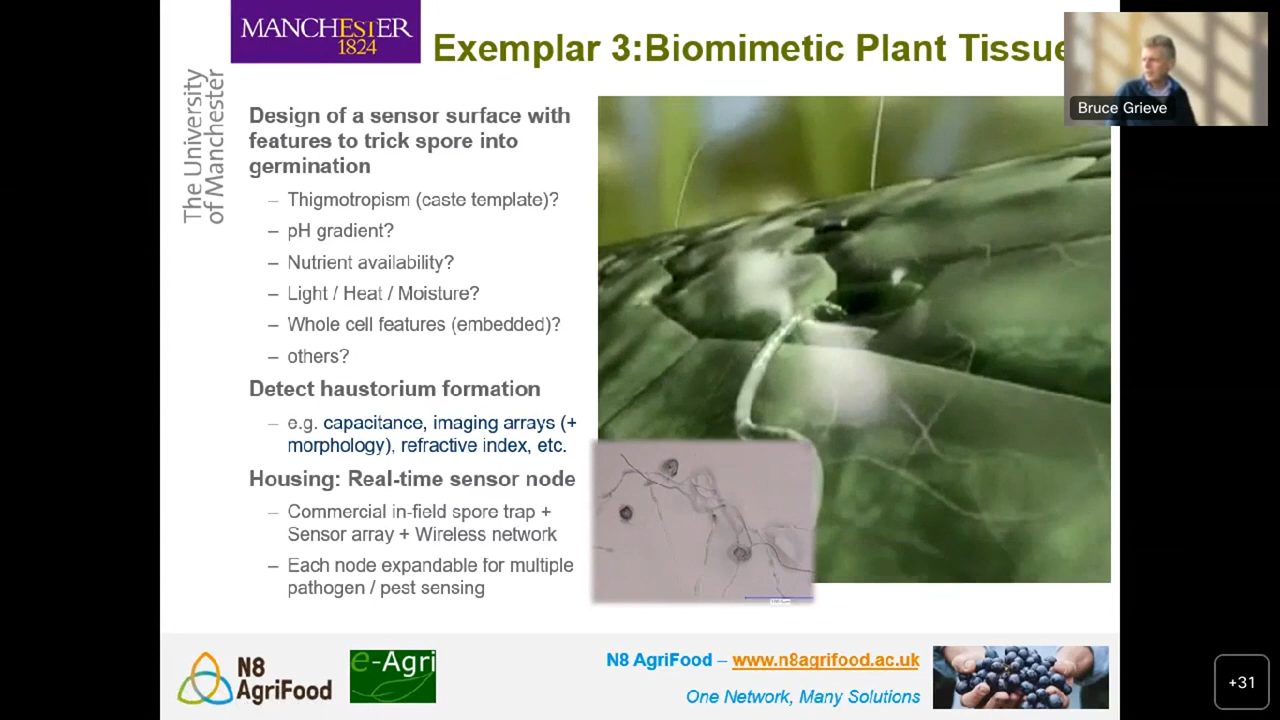 MANCHESTER
1824
The University
of Manchester
Exemplar 3:Biomimetic Plant Tissue
Bruce Grieve
Design of a sensor surface with
features to trick spore into
germination
– Thigmotropism (caste template)?
– pH gradient?
– Nutrient availability?
– Light / Heat / Moisture?
– Whole cell features (embedded)?
– others?
Detect haustorium formation
– e.g. capacitance, imaging arrays (+
morphology), refractive index, etc.
Housing: Real-time sensor node
– Commercial in-field spore trap +
Sensor array + Wireless network
– Each node expandable for multiple
pathogen / pest sensing
N8
AgriFood
e-Agri
N8 AgriFood – www.n8agrifood.ac.uk
One Network, Many Solutions
+31